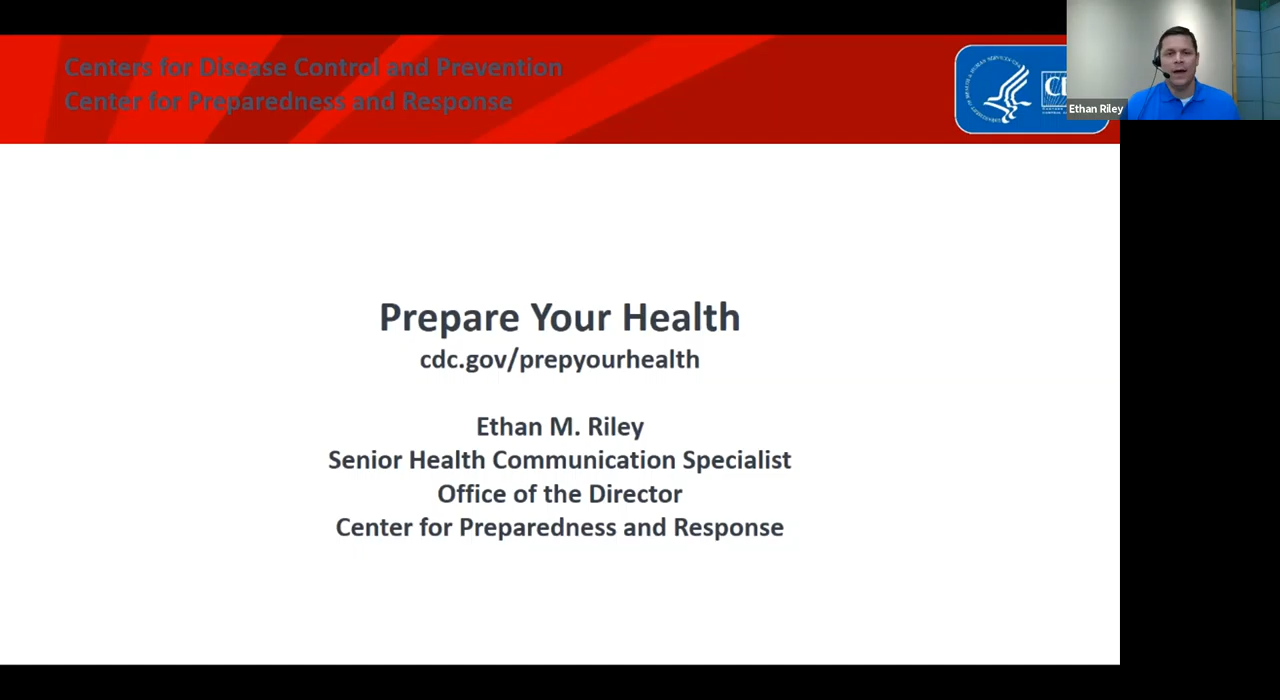 Centers for Disease Control and Prevention
Center for Preparedness and Response
Ethan Riley
Prepare Your Health
cdc.gov/prepyourhealth
Ethan M. Riley
Senior Health Communication Specialist
Office of the Director
Center for Preparedness and Response